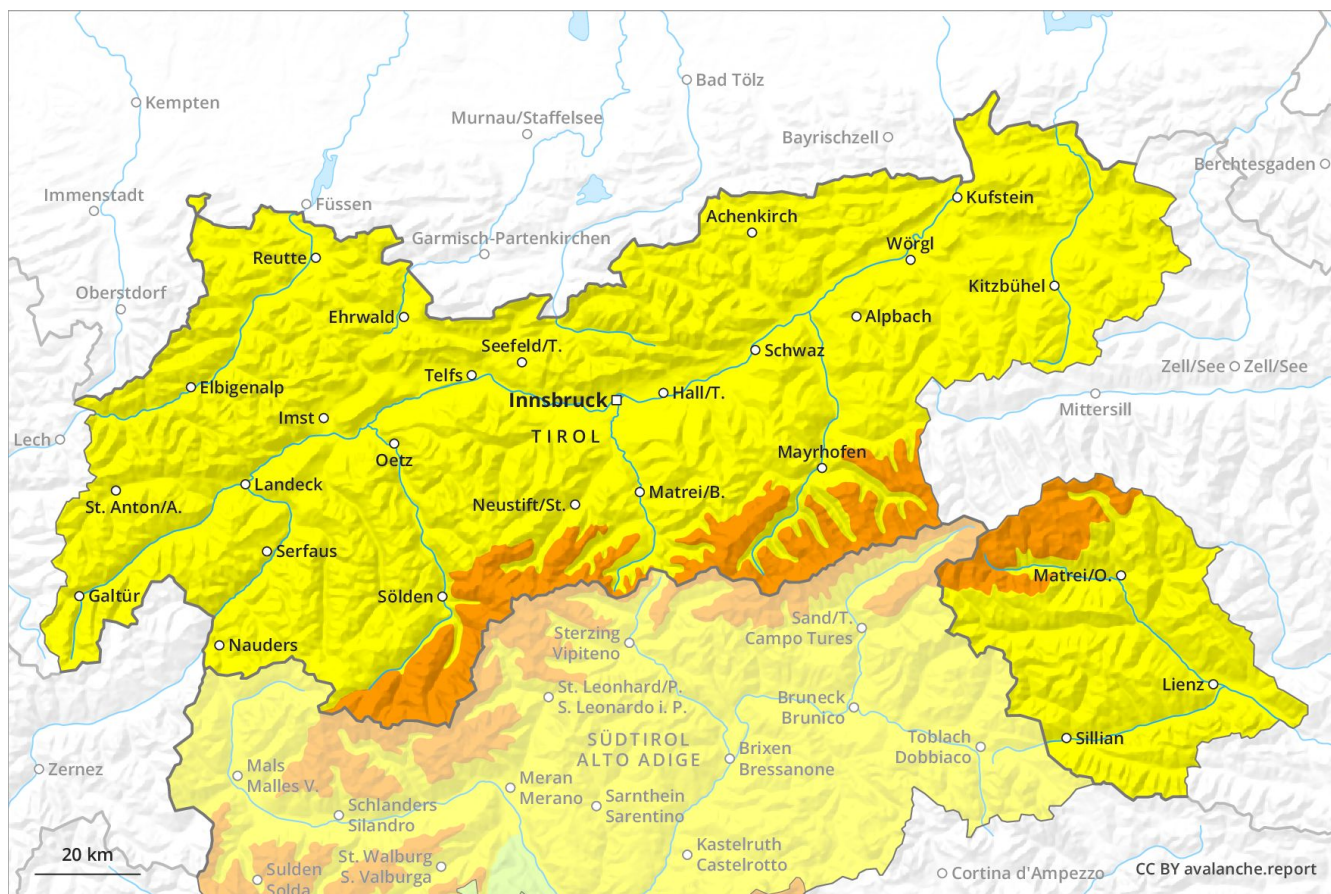 Bad Tölz
Kempten
Murnau/Staffelsee
Bayrischzell
Berchtesgaden
Immenstadt
Füssen
Kufstein
Achenkirch
Garmisch-Partenkirchen
Wörgl
Reutte
Kitzbühel
Oberstdorf
Ehrwald
Alpbach
Seefeld/T.
Schwaz
Zell/See
Zell/See
Telfs
Elbigenalp
Innsbruck
Hall/T.
Mittersill
Imst
TIROL
Lech
Oetz
Mayrhofen
Landeck
Matrei/B.
St. Anton/A.
Neustift/St.
Serfaus
Matrei/O.
Galtür
Sölden
Sand/T.
Campo Tures
Sterzing
Vipiteno
Nauders
Lienz
St. Leonhard/P.
S. Leonardo i. P.
Bruneck
Brunico
Toblach
Dobbiaco
Sillian
SÜDTIROL
ALTO ADIGE
Brixen
Bressanone
Zernez
Mals
Malles V.
Meran
Merano
Sarnthein
Sarentino
Schlanders
Silandro
Kastelruth
Castelrotto
20 km
St. Walburg
S. Valburga
Sulden
Solda
Cortina d'Ampezzo
CC BY avalanche.report